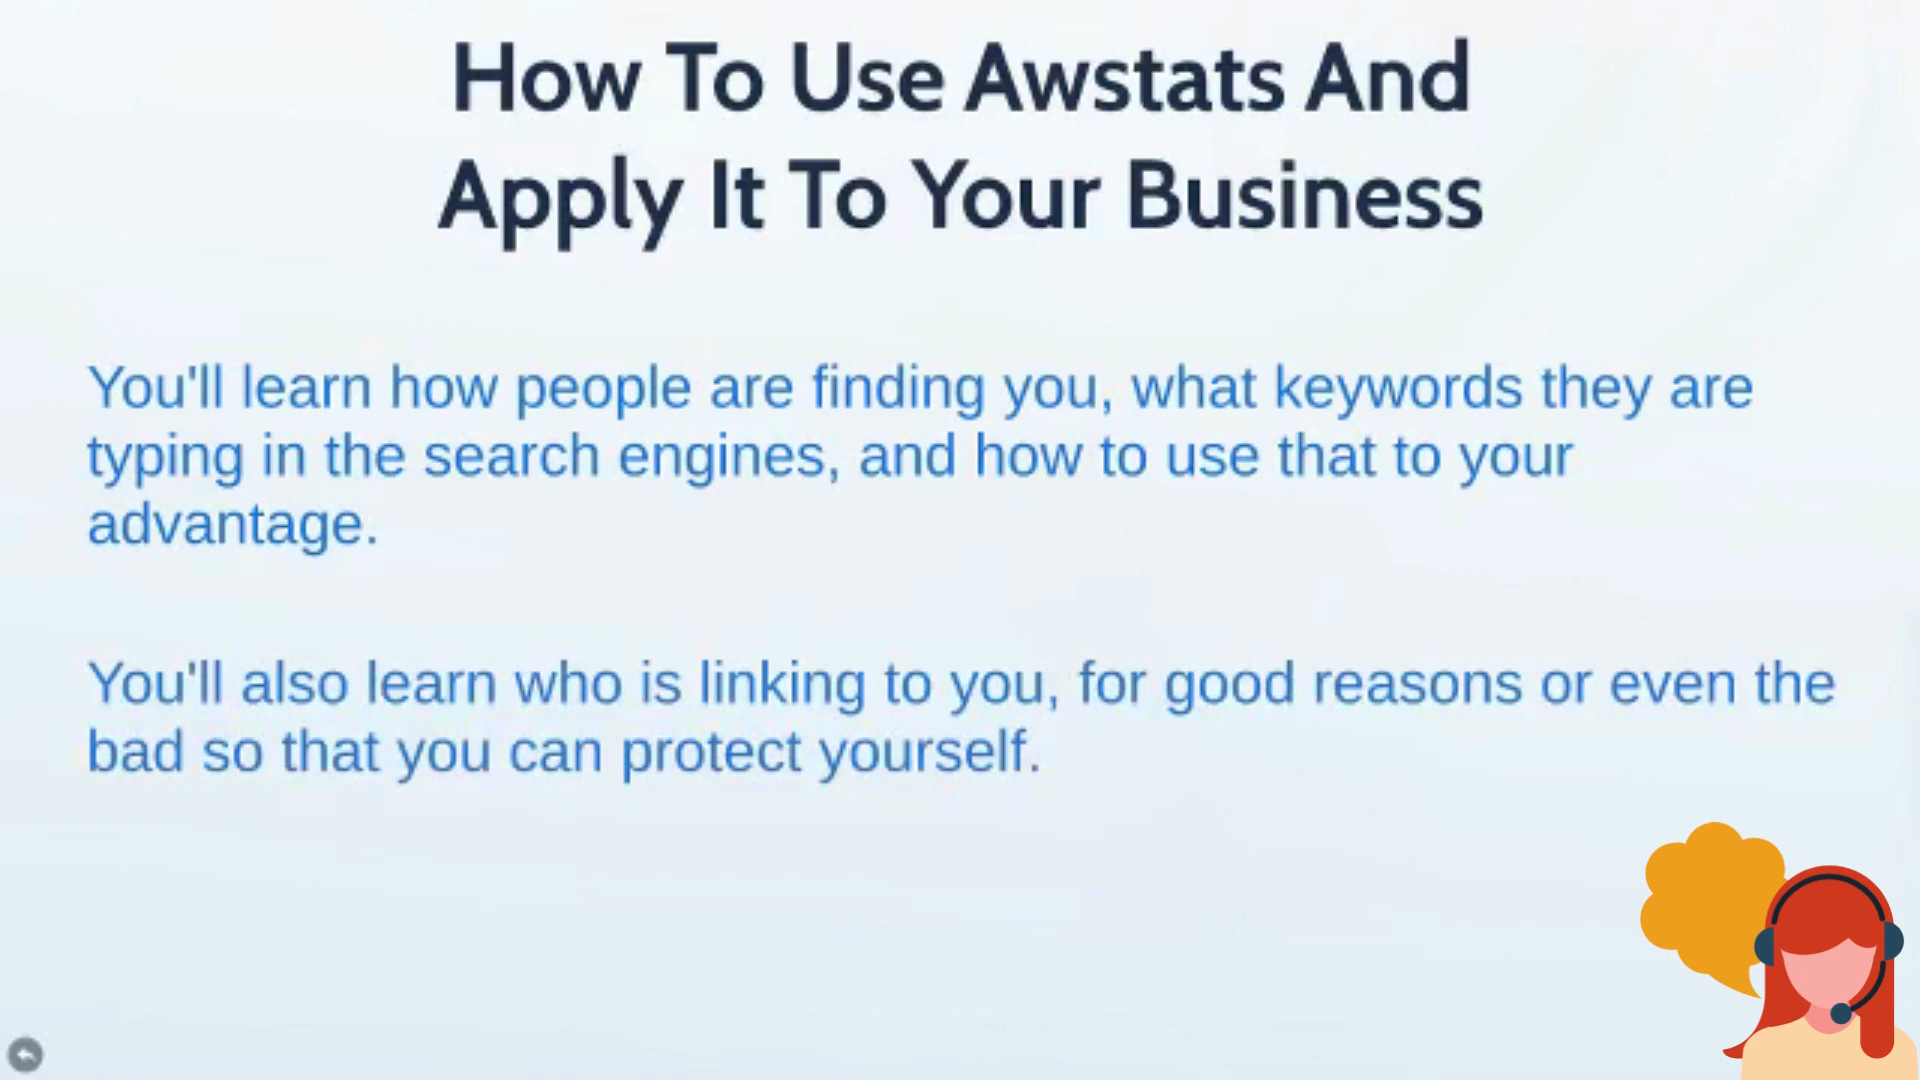 How To Use Awstats And
Apply It To Your Business
You'll learn how people are finding you, what keywords they are
typing in the search engines, and how to use that to your
advantage.
You'll also learn who is linking to you, for good reasons or even the
bad so that you can protect yourself.